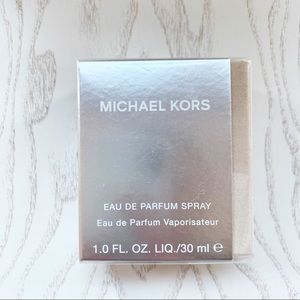 MICHAEL KORS
EAU DE PARFUM SPRAY
Eau de Parfum Vaporisateur
1.0 FL. OZ. LIQ./30 ml ℮